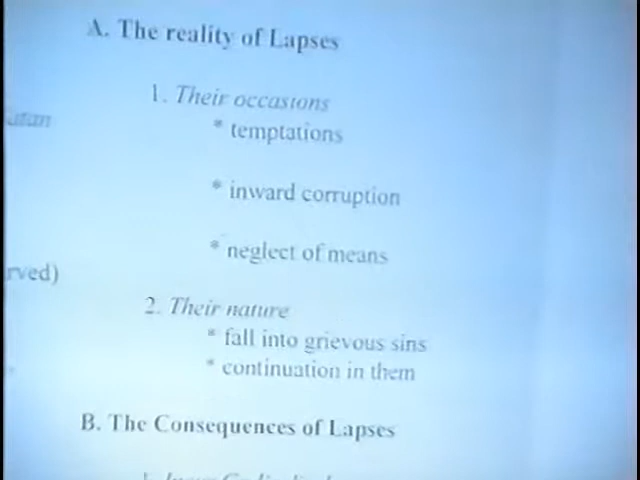 A. The reality of Lapses
1. Their occasions
* temptations
* inward corruption
rved)
* neglect of means
2. Their nature
* fall into grievous sins
* continuation in them
B. The Consequences of Lapses